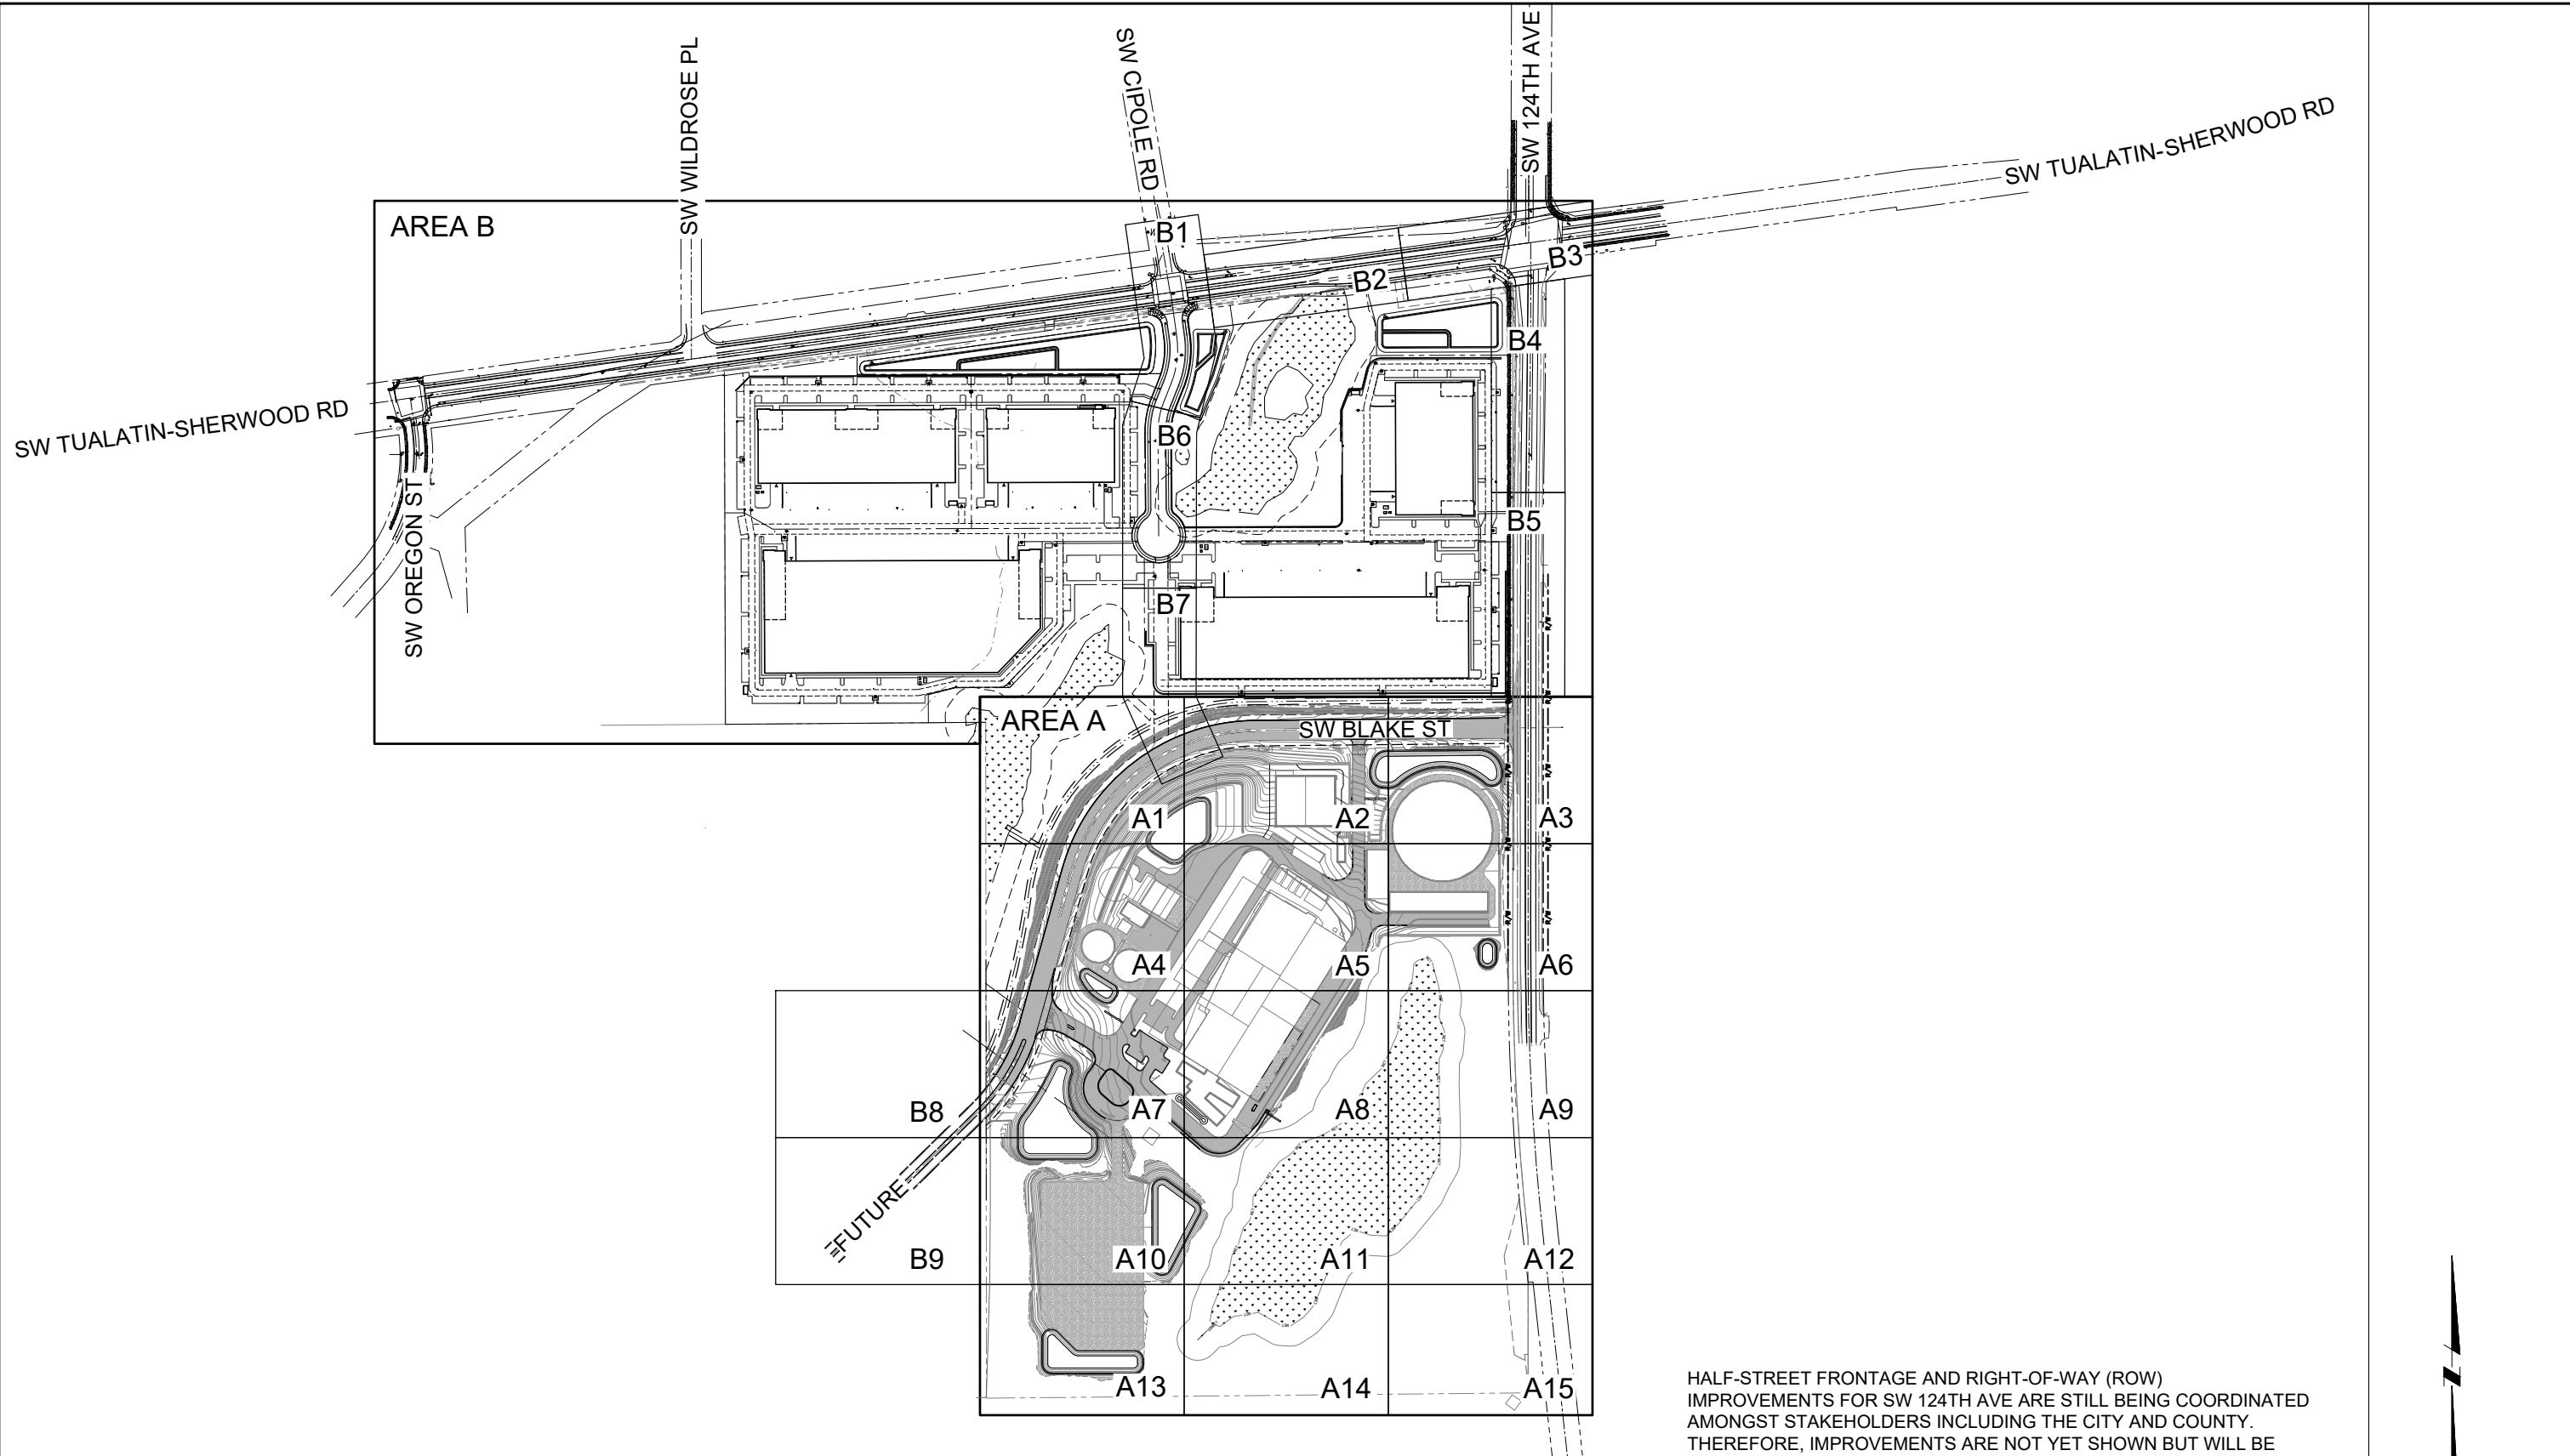 SW WILDROSE PL
SW CIPOLE RD
SW 124TH AVE
SW TUALATIN-SHERWOOD RD
AREA B
B1
B3
B2
B4
SW TUALATIN-SHERWOOD RD
B6
SW OREGON ST
B5
B7
AREA A
SW BLAKE ST
A1
A2
A3
A4
A5
A6
B8
A7
A8
A9
FUTURE
B9
A10
A11
A12
A13
A14
A15
HALF-STREET FRONTAGE AND RIGHT-OF-WAY (ROW)
IMPROVEMENTS FOR SW 124TH AVE ARE STILL BEING COORDINATED
AMONGST STAKEHOLDERS INCLUDING THE CITY AND COUNTY.
THEREFORE, IMPROVEMENTS ARE NOT YET SHOWN BUT WILL BE
R/W
R/W
R/W
R/W
R/W
R/W
R/W
R/W
N